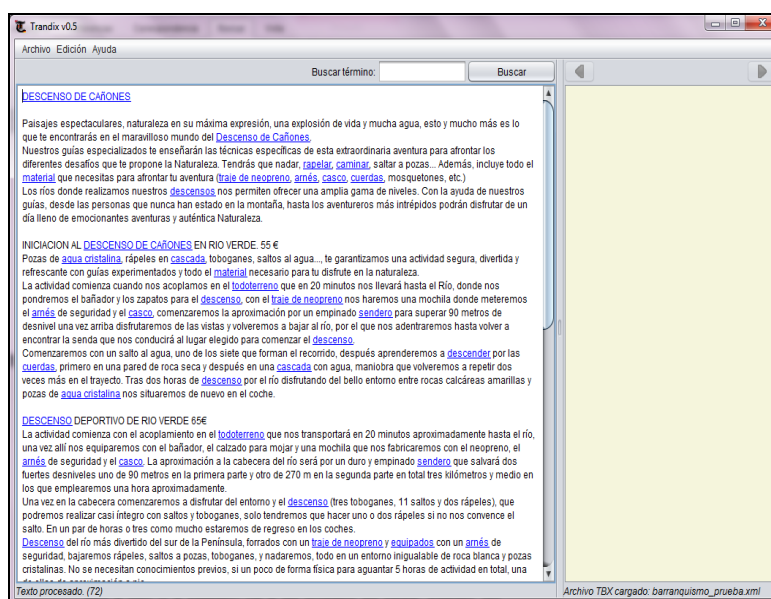 Trandix v0.5
Archivo Edición Ayuda
Buscar término:
Buscar
DESCENSO DE CAñONES
Paisajes espectaculares, naturaleza en su máxima expresión, una explosión de vida y mucha agua, esto y mucho más es lo
que te encontrarás en el maravilloso mundo del Descenso de Cañones.
Nuestros guías especializados te enseñarán las técnicas específicas de esta extraordinaria aventura para afrontar los
diferentes desafíos que te propone la Naturaleza. Tendrás que nadar, rapelar, caminar, saltar a pozas... Además, incluye todo el
material que necesitas para afrontar tu aventura (traje de neopreno, arnés, casco, cuerdas, mosquetones, etc.)
Los ríos donde realizamos nuestros descensos nos permiten ofrecer una amplia gama de niveles. Con la ayuda de nuestros
guías, desde las personas que nunca han estado en la montaña, hasta los aventureros más intrépidos podrán disfrutar de un
día lleno de emocionantes aventuras y auténtica Naturaleza.
INICIACION AL DESCENSO DE CAñONES EN RIO VERDE. 55 €
Pozas de agua cristalina, rápeles en cascada, toboganes, saltos al agua..., te garantizamos una actividad segura, divertida y
refrescante con guías experimentados y todo el material necesario para tu disfrute en la naturaleza.
La actividad comienza cuando nos acoplamos en el todoterreno que en 20 minutos nos llevará hasta el Río, donde nos
pondremos el bañador y los zapatos para el descenso, con el traje de neopreno nos haremos una mochila donde meteremos
el arnés de seguridad y el casco, comenzaremos la aproximación por un empinado sendero para superar 90 metros de
desnivel una vez arriba disfrutaremos de las vistas y volveremos a bajar al río, por el que nos adentraremos hasta volver a
encontrar la senda que nos conducirá al lugar elegido para comenzar el descenso.
Comenzaremos con un salto al agua, uno de los siete que forman el recorrido, después aprenderemos a descender por las
cuerdas, primero en una pared de roca seca y después en una cascada con agua, maniobra que volveremos a repetir dos
veces más en el trayecto. Tras dos horas de descenso por el río disfrutando del bello entorno entre rocas calcáreas amarillas y
pozas de agua cristalina nos situaremos de nuevo en el coche.
DESCENSO DEPORTIVO DE RIO VERDE 65€
La actividad comienza con el acoplamiento en el todoterreno que nos transportará en 20 minutos aproximadamente hasta el río,
una vez allí nos equiparemos con el bañador, el calzado para mojar y una mochila que nos fabricaremos con el neopreno, el
arnés de seguridad y el casco. La aproximación a la cabecera del río será por un duro y empinado sendero que salvará dos
fuertes desniveles uno de 90 metros en la primera parte y otro de 270 m en la segunda parte en total tres kilómetros y medio en
los que emplearemos una hora aproximadamente.
Una vez en la cabecera comenzaremos a disfrutar del entorno y el descenso (tres toboganes, 11 saltos y dos rápeles), que
podremos realizar casi íntegro con saltos y toboganes, solo tendremos que hacer uno o dos rápeles si no nos convence el
salto. En un par de horas o tres como mucho estaremos de regreso en los coches.
Descenso del río más divertido del sur de la Península, forrados con un traje de neopreno y equipados con un arnés de
seguridad, bajaremos rápeles, saltos a pozas, toboganes, y nadaremos, todo en un entorno inigualable de roca blanca y pozas
cristalinas. No se necesitan conocimientos previos, si un poco de forma física para aguantar 5 horas de actividad en total, una
Texto procesado. (72)
Archivo TBX cargado: barranquismo_prueba.xml